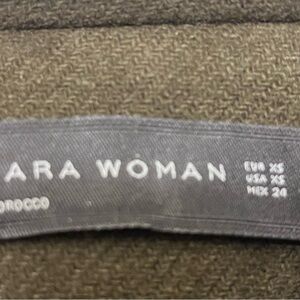 ARA WOMAN
EUR XS
USA XS
MEX 24
OROCCO